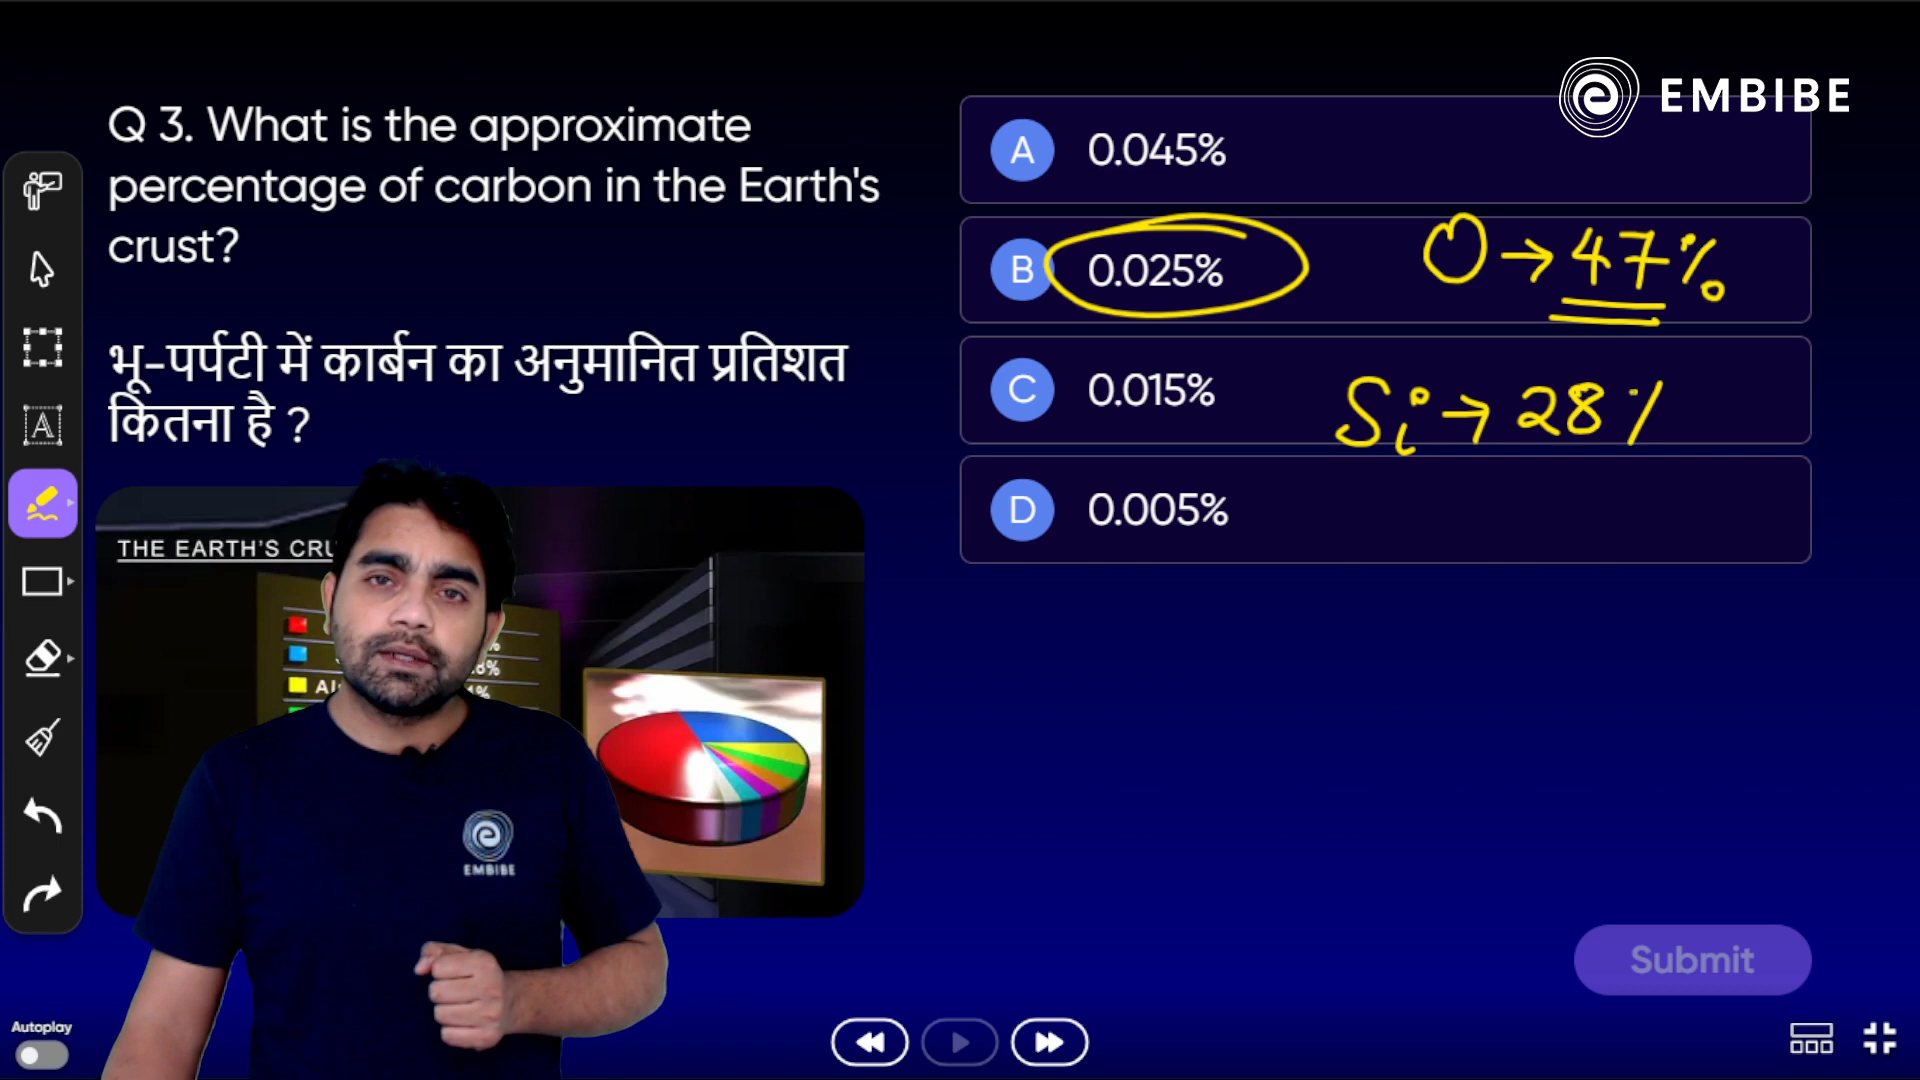 EMBIBE
Q 3. What is the approximate
percentage of carbon in the Earth's
crust?
भू-पर्पटी में कार्बन का अनुमानित प्रतिशत
कितना है ?
A 0.045%
B 0.025%
O → 47%
C 0.015%
Si → 28%
D 0.005%
THE EARTH'S
EMBIBE
Submit
Autoplay